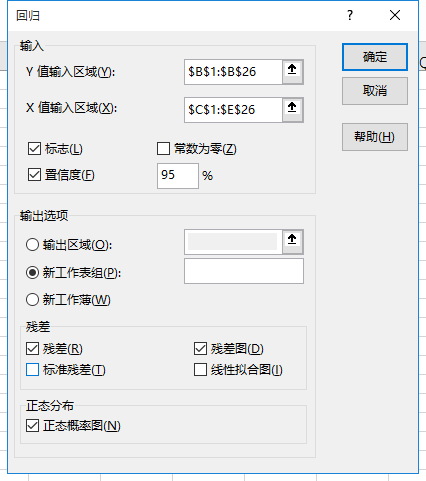 回归 ?
输入
Y 值输入区域(Y): $B$1:$B$26
X 值输入区域(X): $C$1:$E$26
标志(L) 常数为零(Z)
置信度(F) 95 %
确定
取消
帮助(H)
输出选项
输出区域(O):
新工作表组(P):
新工作薄(W)
残差
残差(R) 残差图(D)
标准残差(T) 线性拟合图(I)
正态分布
正态概率图(N)